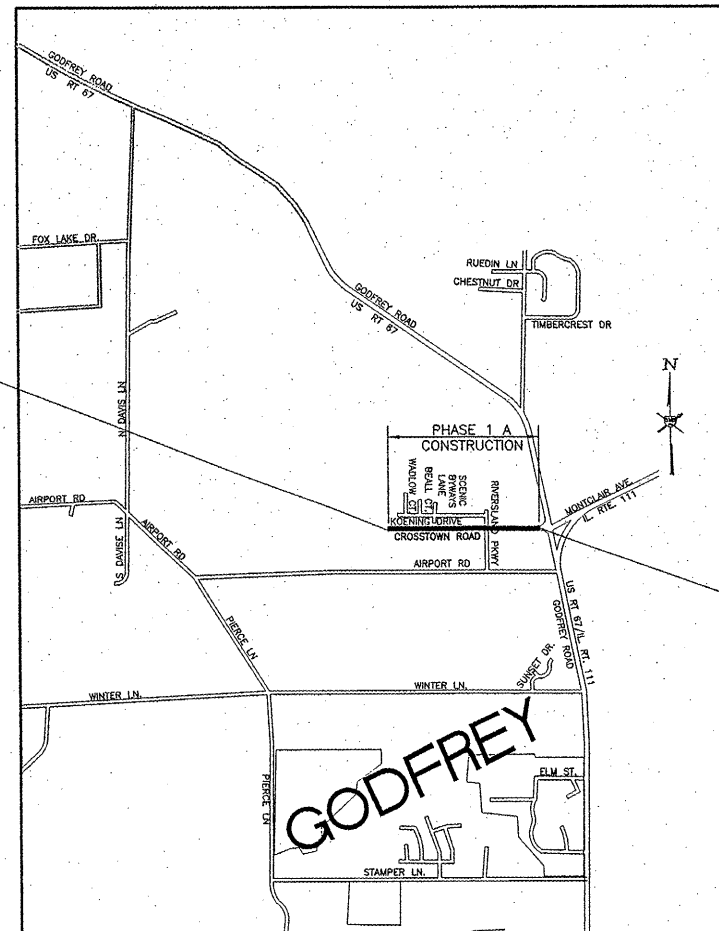 GODFREY ROAD
US RT 67
FOX LAKE DR.
RUEDIN LN
CHESTNUT DR
TIMBERCREST DR
GODFREY ROAD
US RT 67
N
N DAVIS LN
PHASE 1 A
CONSTRUCTION
WADLOW CT
BEALL CT.
SCENIC
BYWAYS
LANE
RIVERSLAND PKWY
MONTCLAIR AVE.
IL. RTE. 111
AIRPORT RD
KOENING DRIVE
CROSSTOWN ROAD
S DAVISE LN
AIRPORT RD
AIRPORT RD
US RT 67/IL. RT. 111
GODFREY ROAD
PIERCE LN
SUNSET DR.
WINTER LN.
WINTER LN.
GODFREY
ELM ST.
PIERCE LN
STAMPER LN.